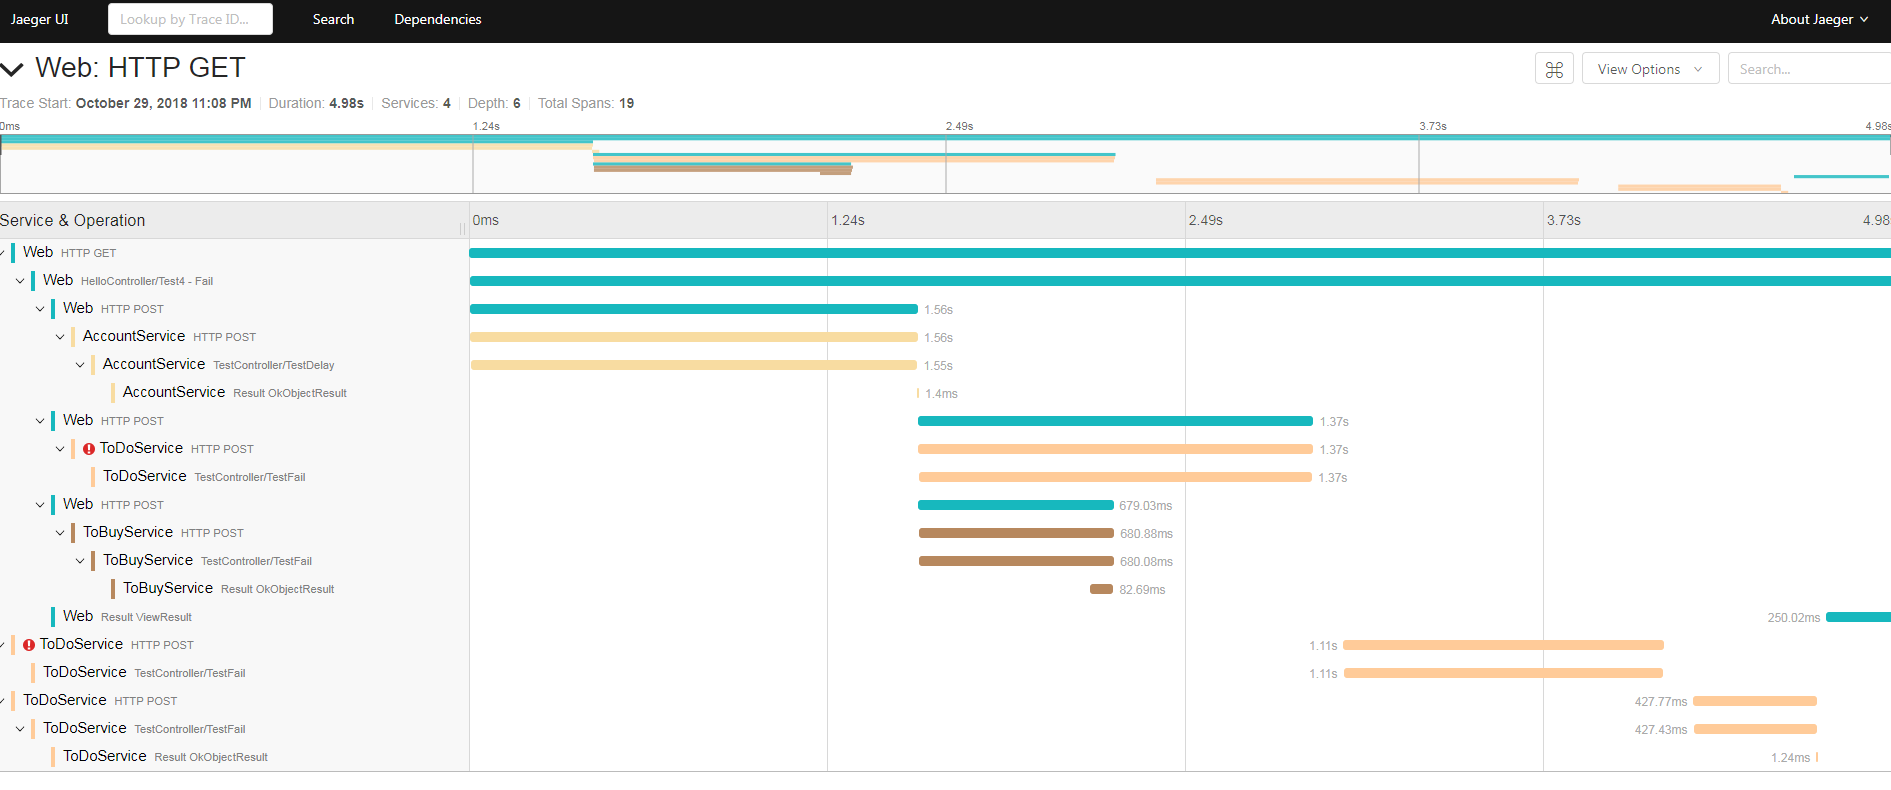 Jaeger UI Lookup by Trace ID... Search Dependencies About Jaeger
Web: HTTP GET View Options Search...
Trace Start: October 29, 2018 11:08 PM Duration: 4.98s Services: 4 Depth: 6 Total Spans: 19
0ms 1.24s 2.49s 3.73s 4.98s
Service & Operation 0ms 1.24s 2.49s 3.73s 4.98
Web HTTP GET
Web HelloController/Test4 - Fail
Web HTTP POST 1.56s
AccountService HTTP POST 1.56s
AccountService TestController/TestDelay 1.55s
AccountService Result OkObjectResult 1.4ms
Web HTTP POST 1.37s
ToDoService HTTP POST 1.37s
ToDoService TestController/TestFail 1.37s
Web HTTP POST 679.03ms
ToBuyService HTTP POST 680.88ms
ToBuyService TestController/TestFail 680.08ms
ToBuyService Result OkObjectResult 82.69ms
Web Result ViewResult 250.02ms
ToDoService HTTP POST 1.11s
ToDoService TestController/TestFail 1.11s
ToDoService HTTP POST 427.77ms
ToDoService TestController/TestFail 427.43ms
ToDoService Result OkObjectResult 1.24ms